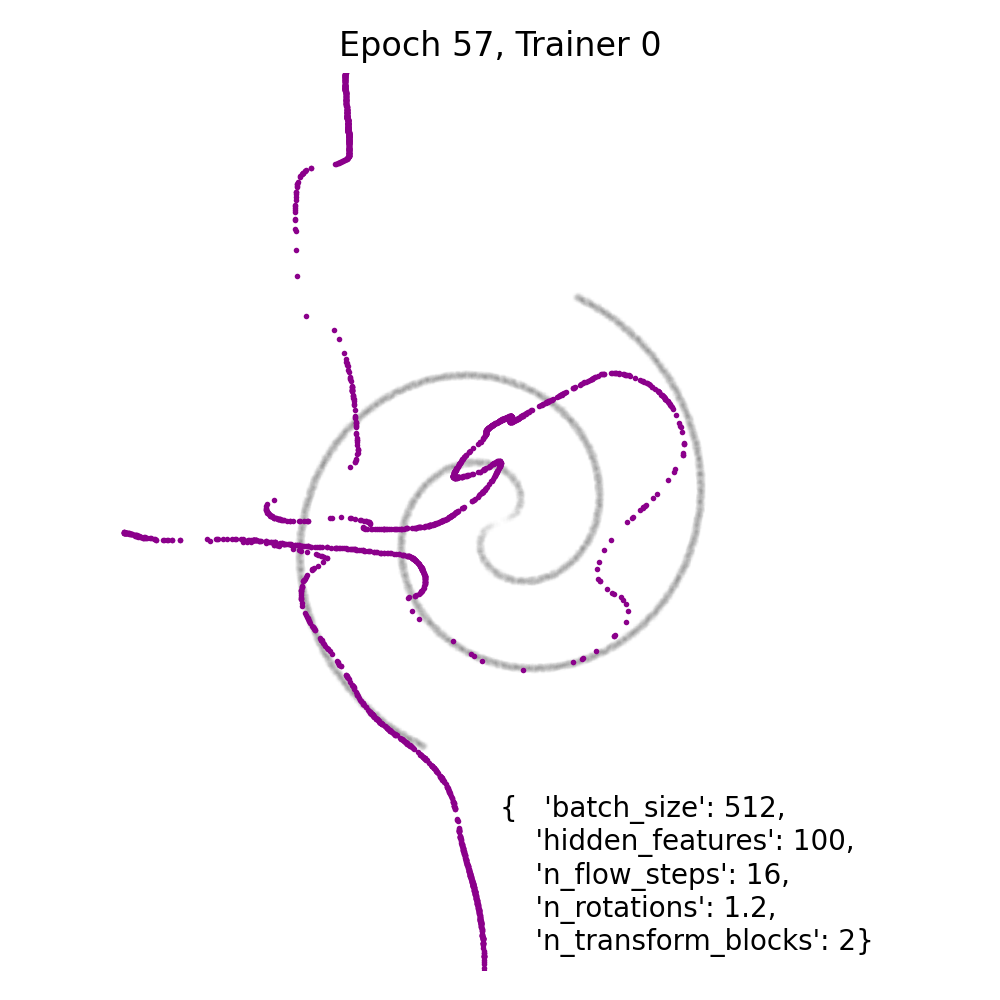 Epoch 57, Trainer 0
{   'batch_size': 512,
'hidden_features': 100,
'n_flow_steps': 16,
'n_rotations': 1.2,
'n_transform_blocks': 2}